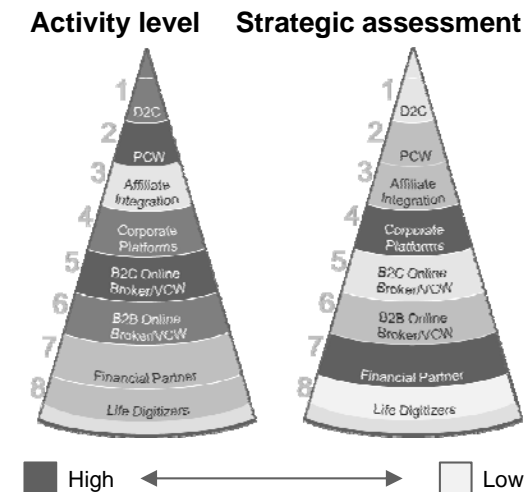 Activity level
Strategic assessment
1
D2C
2
PCW
3
Affiliate
Integration
4
Corporate
Platforms
5
B2C Online
Broker/VCW
6
B2B Online
Broker/VCW
7
Financial Partner
8
Life Digitizers
1
D2C
2
PCW
3
Affiliate
Integration
4
Corporate
Platforms
5
B2C Online
Broker/VCW
6
B2B Online
Broker/VCW
7
Financial Partner
8
Life Digitizers
High
Low